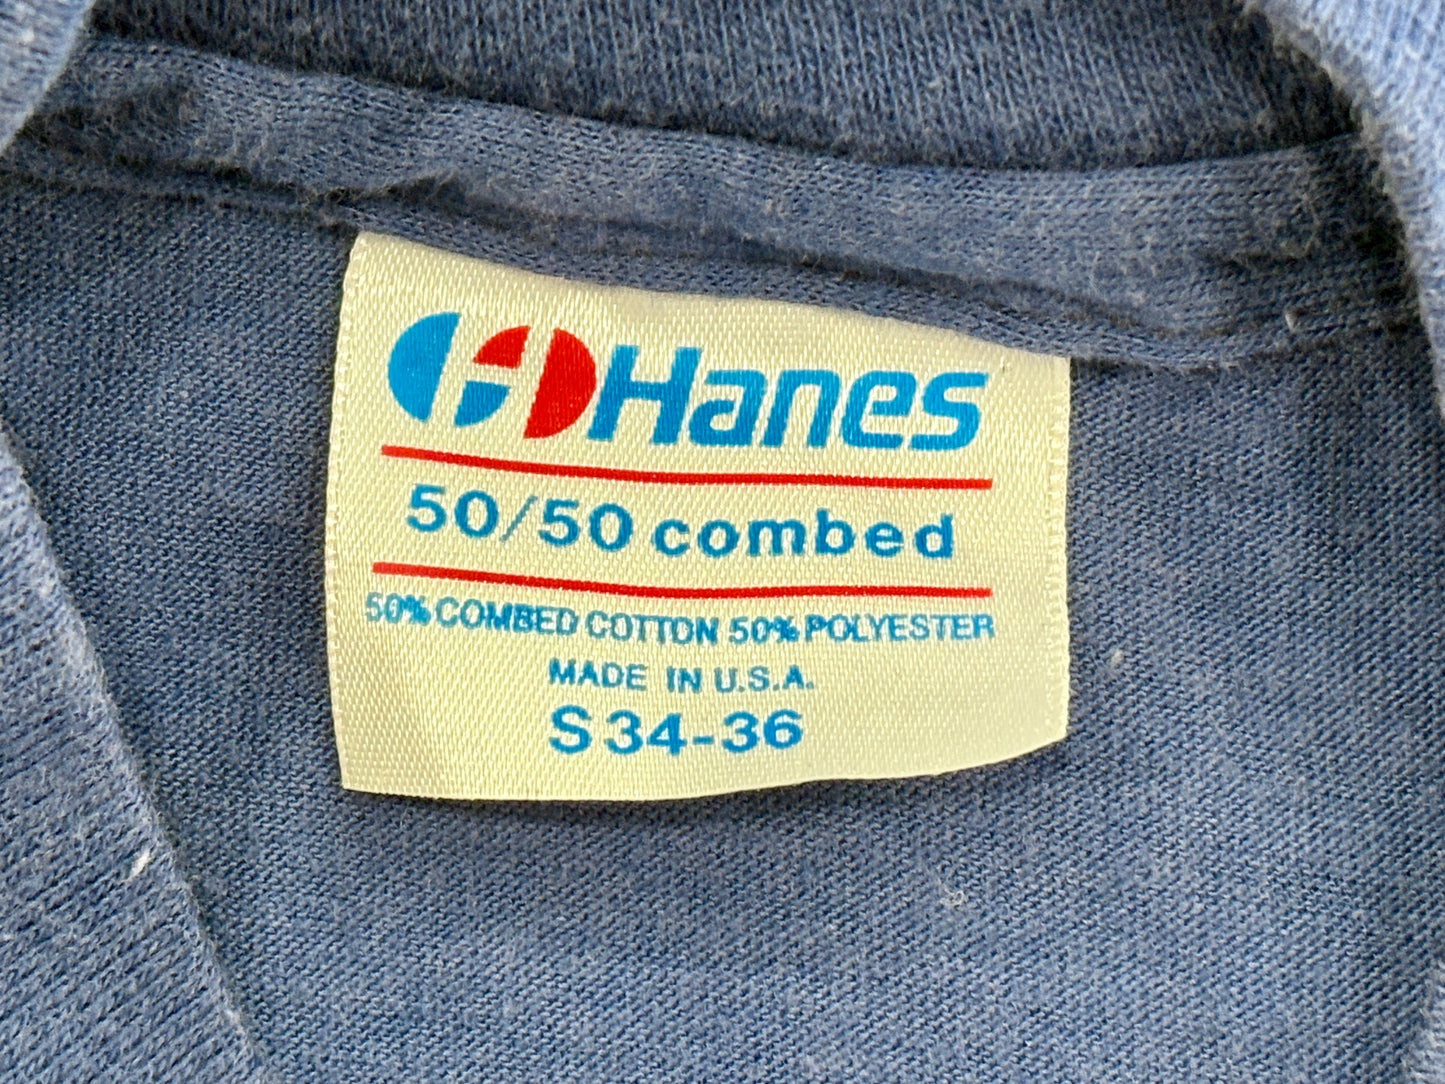 Hanes
50/50 combed
50% COMBED COTTON 50% POLYESTER
MADE IN U.S.A.
S 34-36